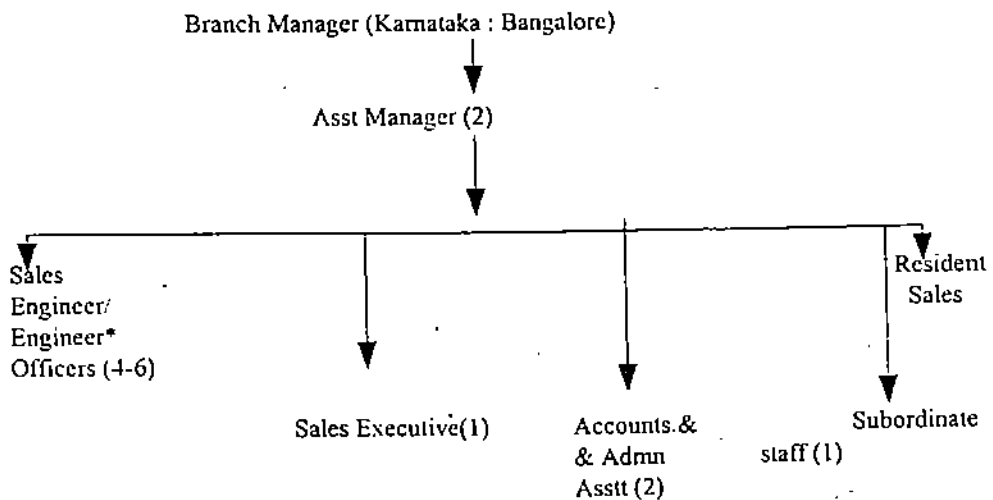 Branch Manager (Karnataka : Bangalore)
Asst Manager (2)
Sales
Engineer/
Engineer*
Officers (4-6)
Resident
Sales
Sales Executive(1)
Accounts.&
& Admn
Asstt (2)
Subordinate
staff (1)